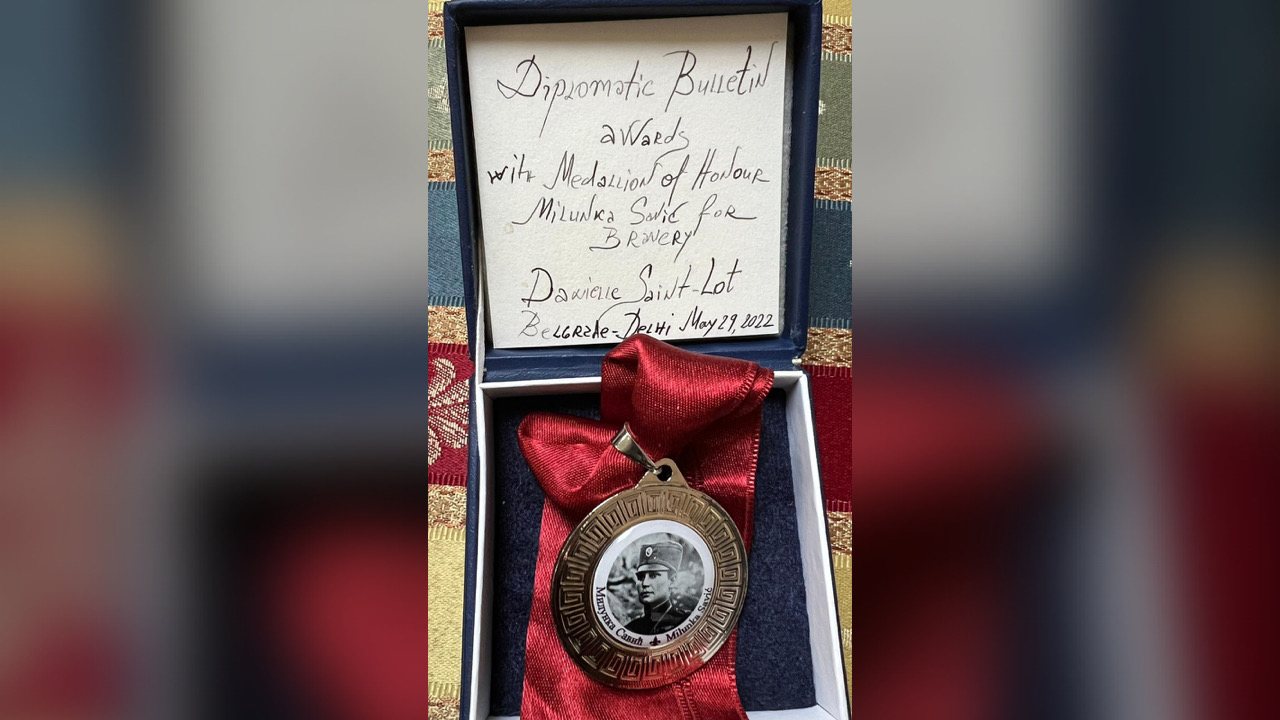 Diplomatic Bulletin
awards
with Medallion of Honour
Milunka Savić for
Bravery
Danielle Saint-Lot
Belgrade-Delhi May 29, 2022
Милунка Савић Milunka Savić